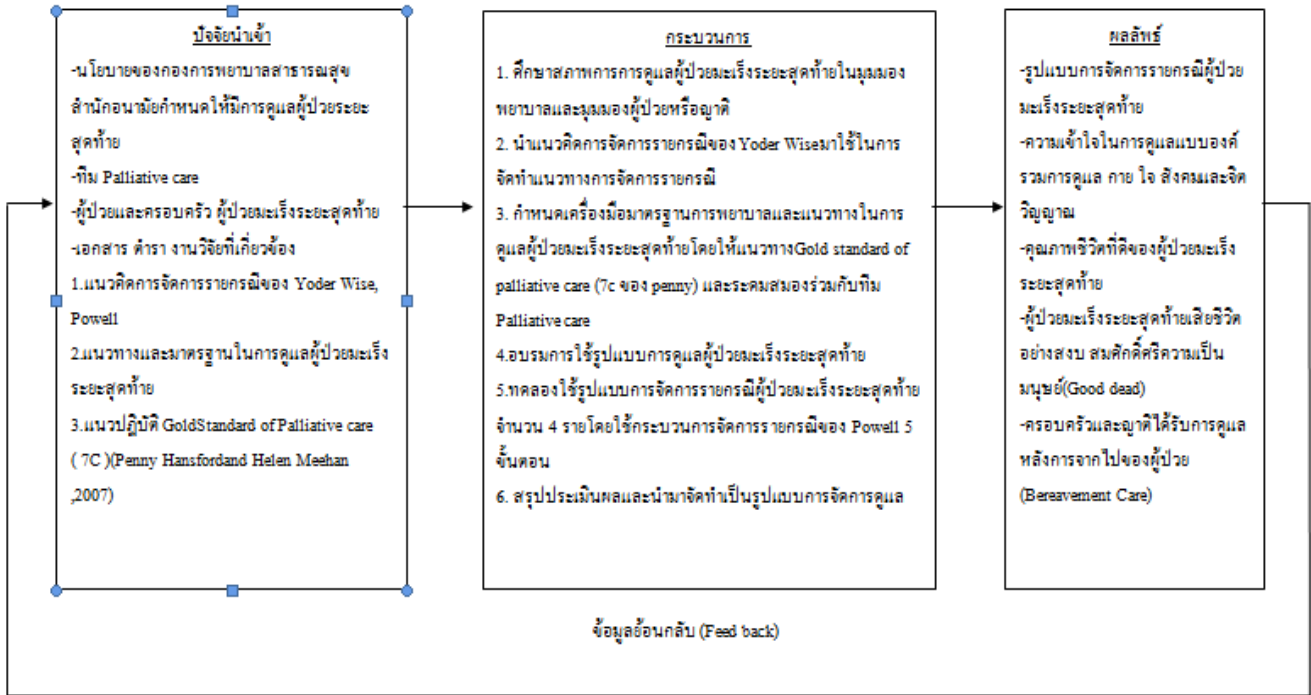 ปัจจัยนำเข้า
-นโยบายของกองการพยาบาลสาธารณสุข
สำนักอนามัยกำหนดให้มีการดูแลผู้ป่วยระยะ
สุดท้าย
-ทีม Palliative care
-ผู้ป่วยและครอบครัว ผู้ป่วยมะเร็งระยะสุดท้าย
-เอกสาร ตำรา งานวิจัยที่เกี่ยวข้อง
1.แนวคิดการจัดการรายกรณีของ Yoder Wise,
Powell
2.แนวทางและมาตรฐานในการดูแลผู้ป่วยมะเร็ง
ระยะสุดท้าย
3.แนวปฏิบัติ GoldStandard of Palliative care
( 7C )(Penny Hansfordand Helen Meehan
,2007)
กระบวนการ
1. ศึกษาสภาพการการดูแลผู้ป่วยมะเร็งระยะสุดท้ายในมุมมอง
พยาบาลและมุมมองผู้ป่วยหรือญาติ
2. นำแนวคิดการจัดการรายกรณีของ Yoder Wiseมาใช้ในการ
จัดทำแนวทางการจัดการรายกรณี
3. กำหนดเครื่องมือมาตรฐานการพยาบาลและแนวทางในการ
ดูแลผู้ป่วยมะเร็งระยะสุดท้ายโดยให้แนวทางGold standard of
palliative care (7c ของ penny) และระดมสมองร่วมกับทีม
Palliative care
4.อบรมการใช้รูปแบบการดูแลผู้ป่วยมะเร็งระยะสุดท้าย
5.ทดลองใช้รูปแบบการจัดการรายกรณีผู้ป่วยมะเร็งระยะสุดท้าย
จำนวน 4 รายโดยใช้กระบวนการจัดการรายกรณีของ Powell 5
ขั้นตอน
6. สรุปประเมินผลและนำมาจัดทำเป็นรูปแบบการจัดการดูแล
ผลลัพธ์
-รูปแบบการจัดการรายกรณีผู้ป่วย
มะเร็งระยะสุดท้าย
-ความเข้าใจในการดูแลแบบองค์
รวมการดูแล กาย ใจ สังคมและจิต
วิญญาณ
-คุณภาพชีวิตที่ดีของผู้ป่วยมะเร็ง
ระยะสุดท้าย
-ผู้ป่วยมะเร็งระยะสุดท้ายเสียชีวิต
อย่างสงบ สมศักดิ์ศรีความเป็น
มนุษย์(Good dead)
-ครอบครัวและญาติได้รับการดูแล
หลังการจากไปของผู้ป่วย
(Bereavement Care)
ข้อมูลย้อนกลับ (Feed back)